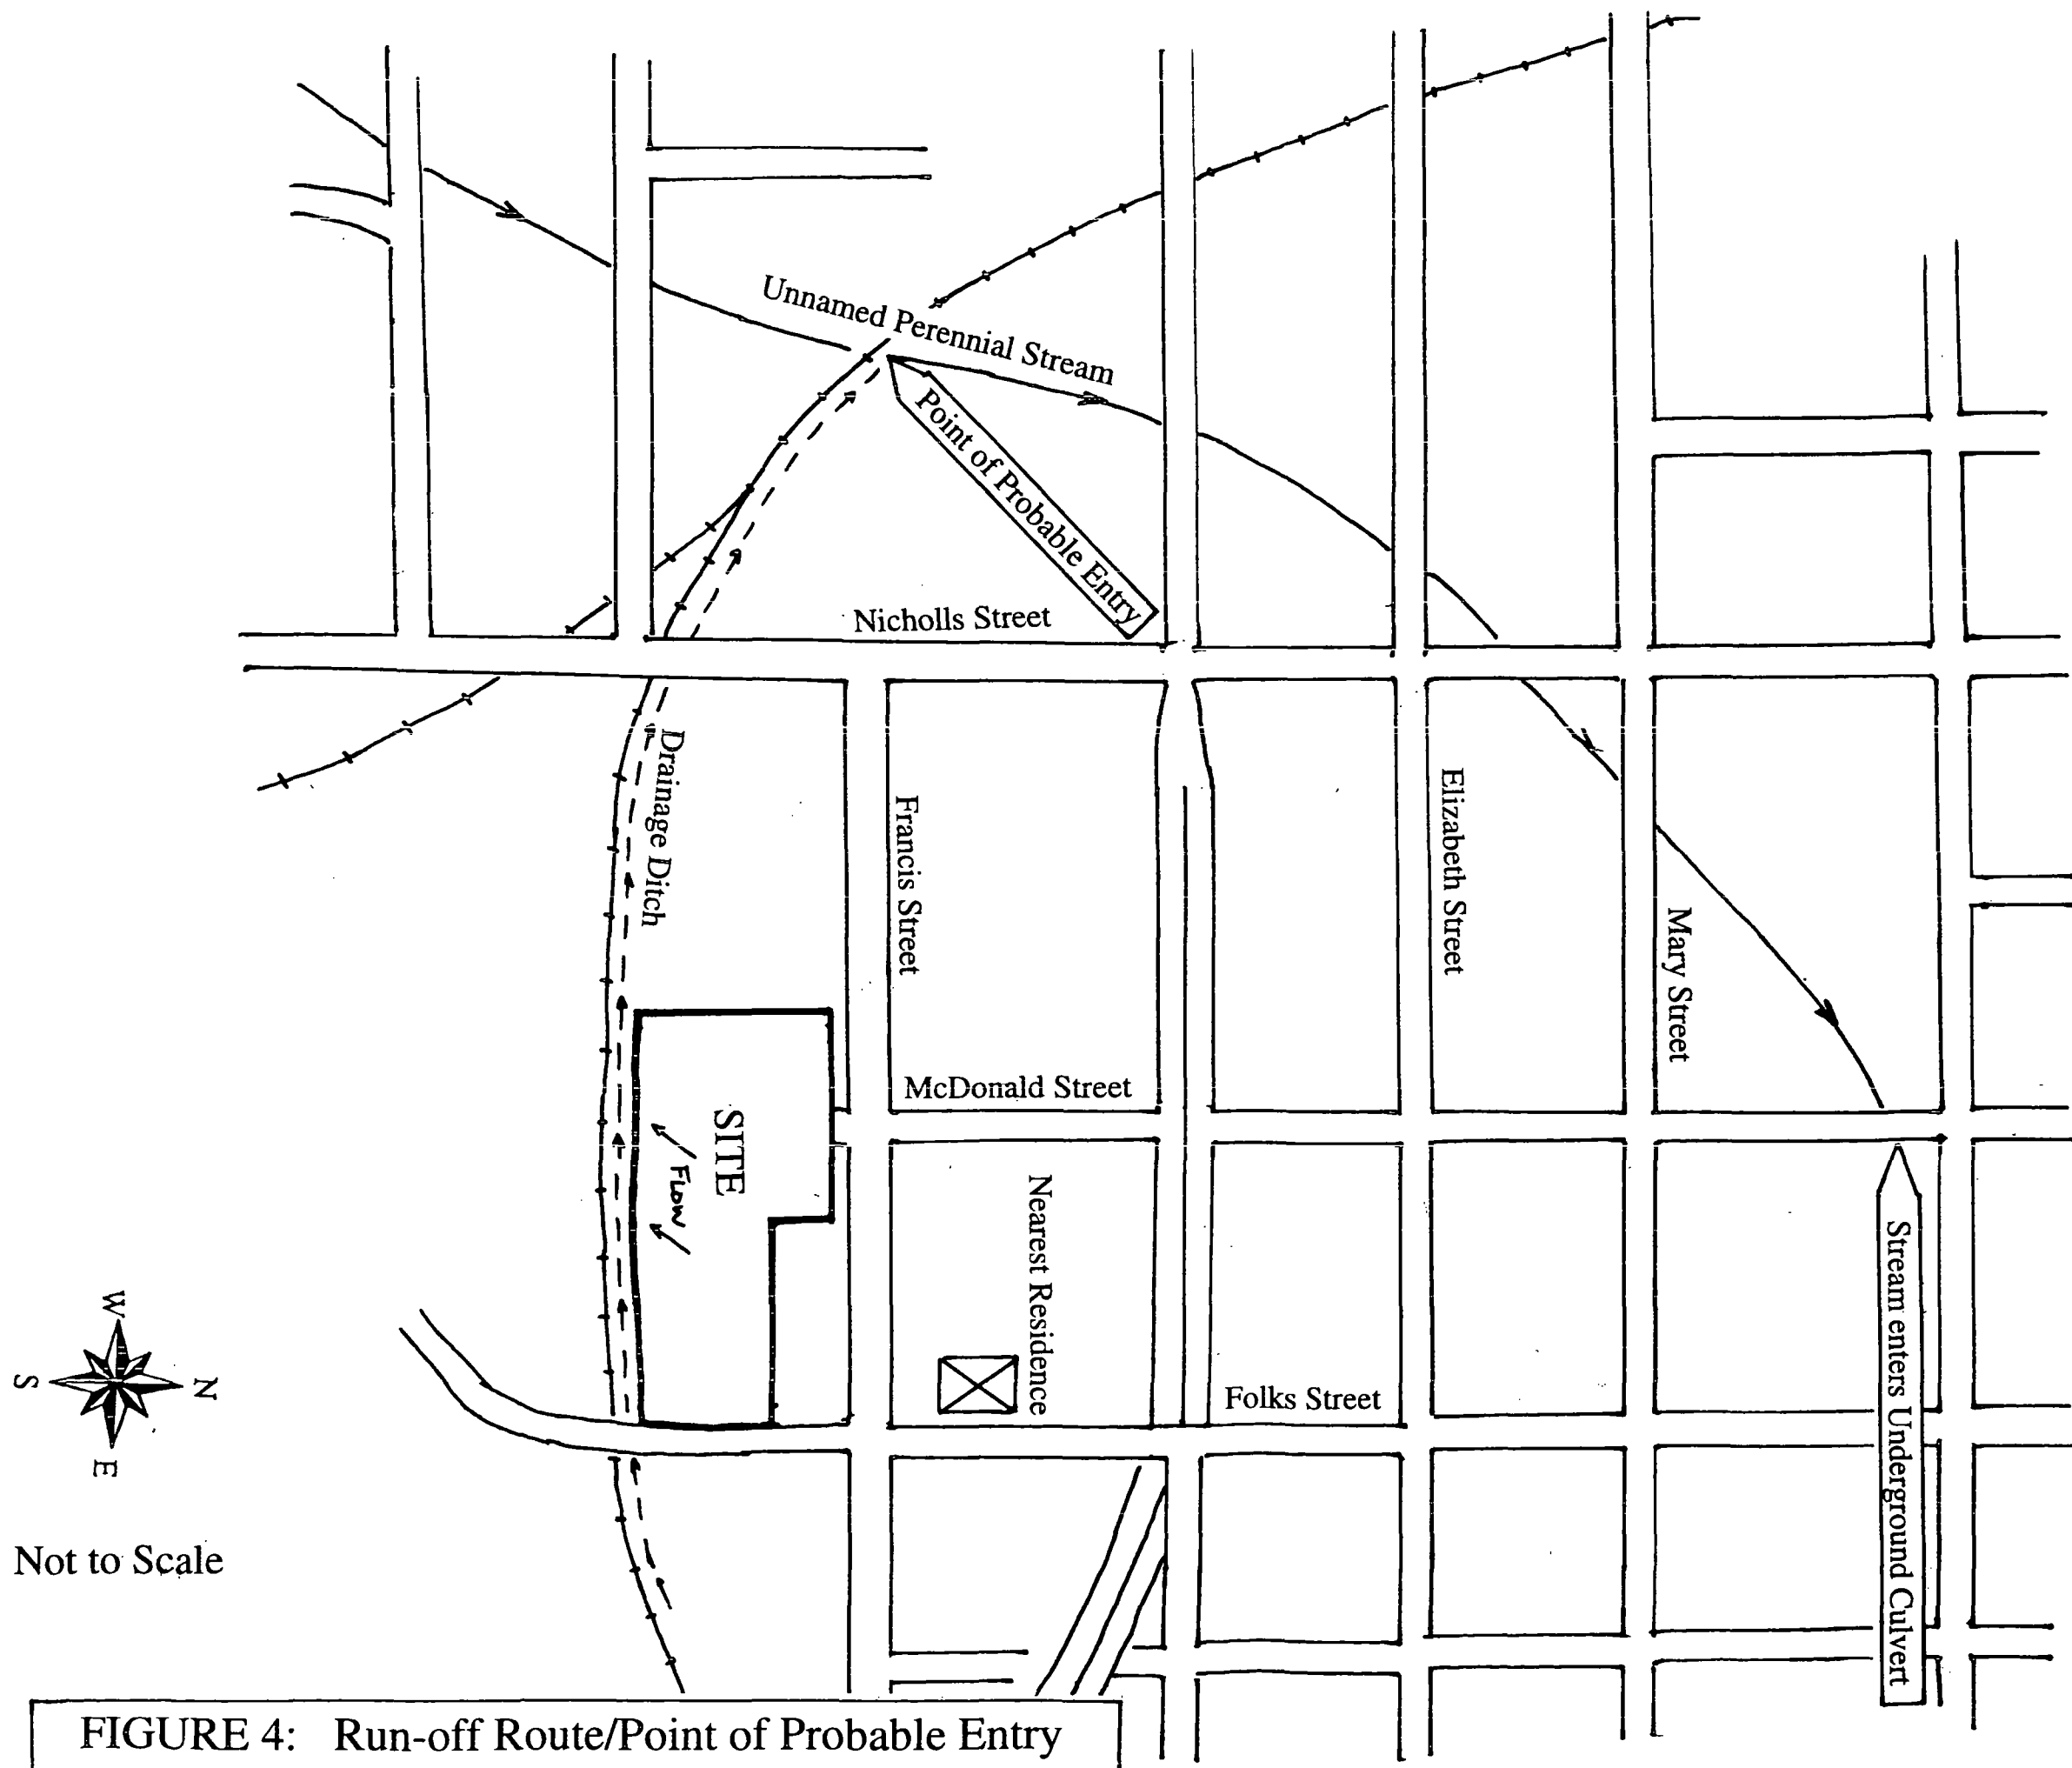 Unnamed Perennial Stream
Point of Probable Entry
Nicholls Street
Drainage Ditch
Francis Street
Elizabeth Street
Mary Street
McDonald Street
SITE
FLOW
Nearest Residence
Folks Street
Stream enters Underground Culvert
W
S
N
E
Not to Scale
FIGURE 4: Run-off Route/Point of Probable Entry